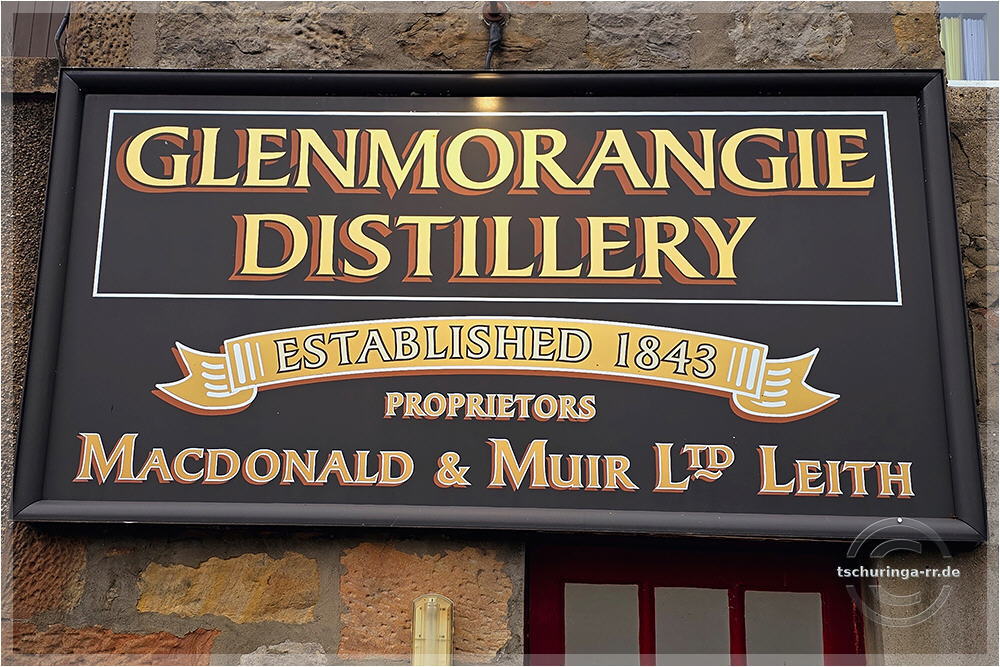 GLENMORANGIE
DISTILLERY
ESTABLISHED 1843
PROPRIETORS
MACDONALD & MUIR LTD LEITH
©
tschuringa-rr.de